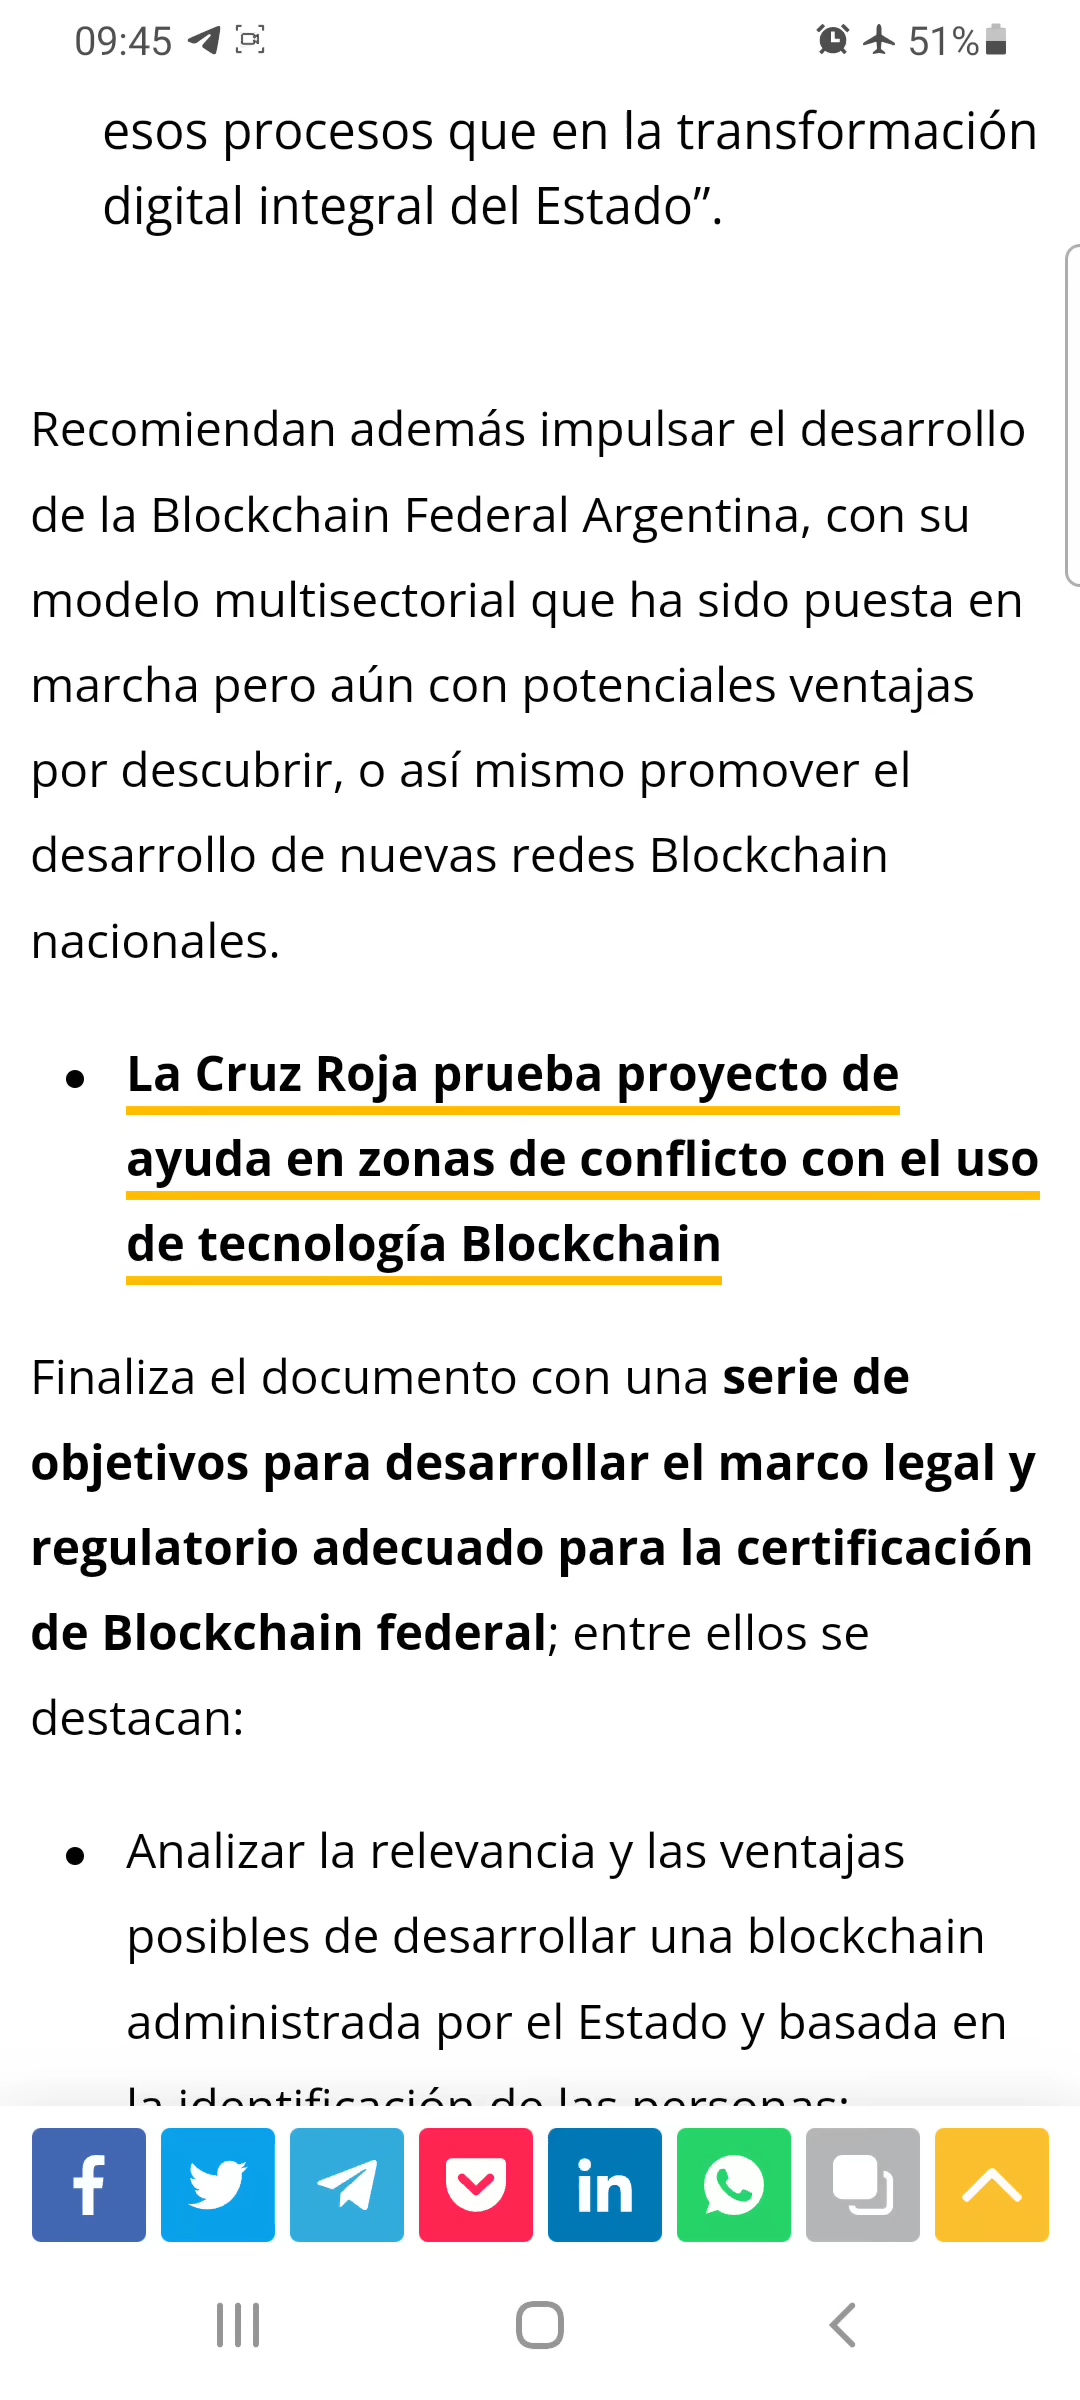 09:45 51%
esos procesos que en la transformación
digital integral del Estado”.
Recomiendan además impulsar el desarrollo
de la Blockchain Federal Argentina, con su
modelo multisectorial que ha sido puesta en
marcha pero aún con potenciales ventajas
por descubrir, o así mismo promover el
desarrollo de nuevas redes Blockchain
nacionales.
• La Cruz Roja prueba proyecto de
ayuda en zonas de conflicto con el uso
de tecnología Blockchain
Finaliza el documento con una serie de
objetivos para desarrollar el marco legal y
regulatorio adecuado para la certificación
de Blockchain federal; entre ellos se
destacan:
• Analizar la relevancia y las ventajas
posibles de desarrollar una blockchain
administrada por el Estado y basada en
la identificación de las personas;